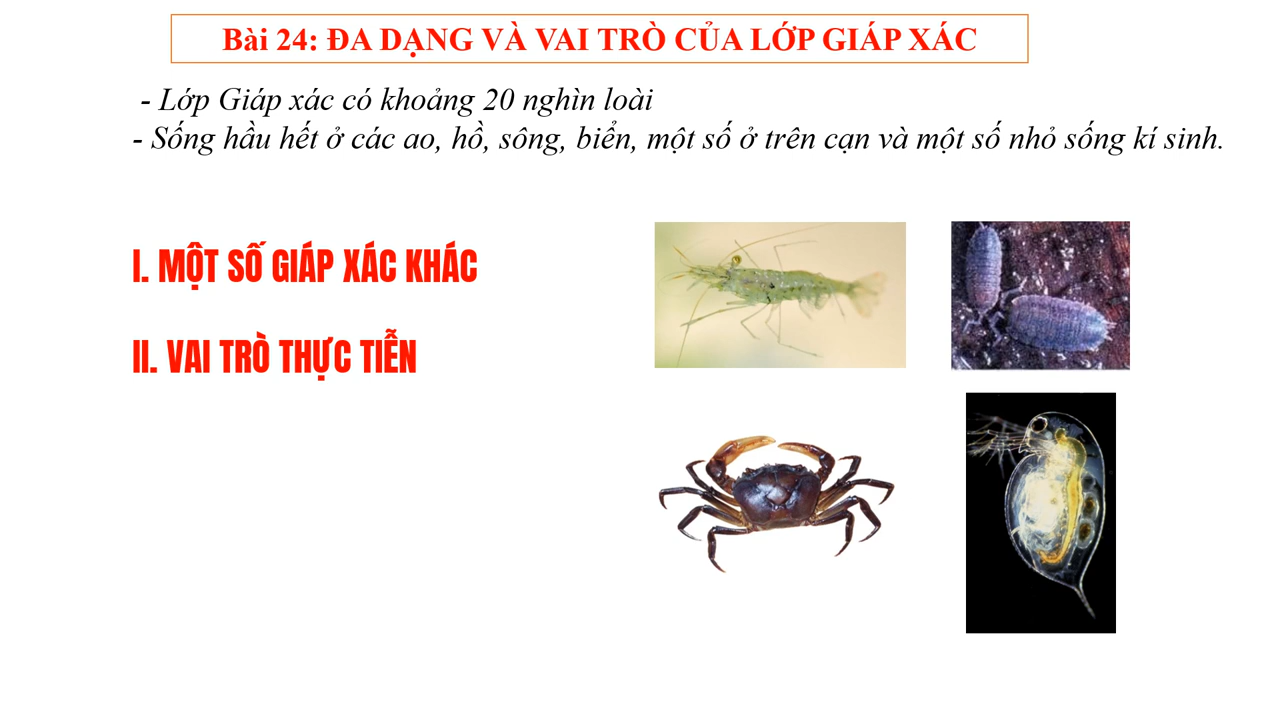 Bài 24: ĐA DẠNG VÀ VAI TRÒ CỦA LỚP GIÁP XÁC
- Lớp Giáp xác có khoảng 20 nghìn loài
- Sống hầu hết ở các ao, hồ, sông, biển, một số ở trên cạn và một số nhỏ sống kí sinh.
I. MỘT SỐ GIÁP XÁC KHÁC
II. VAI TRÒ THỰC TIỄN